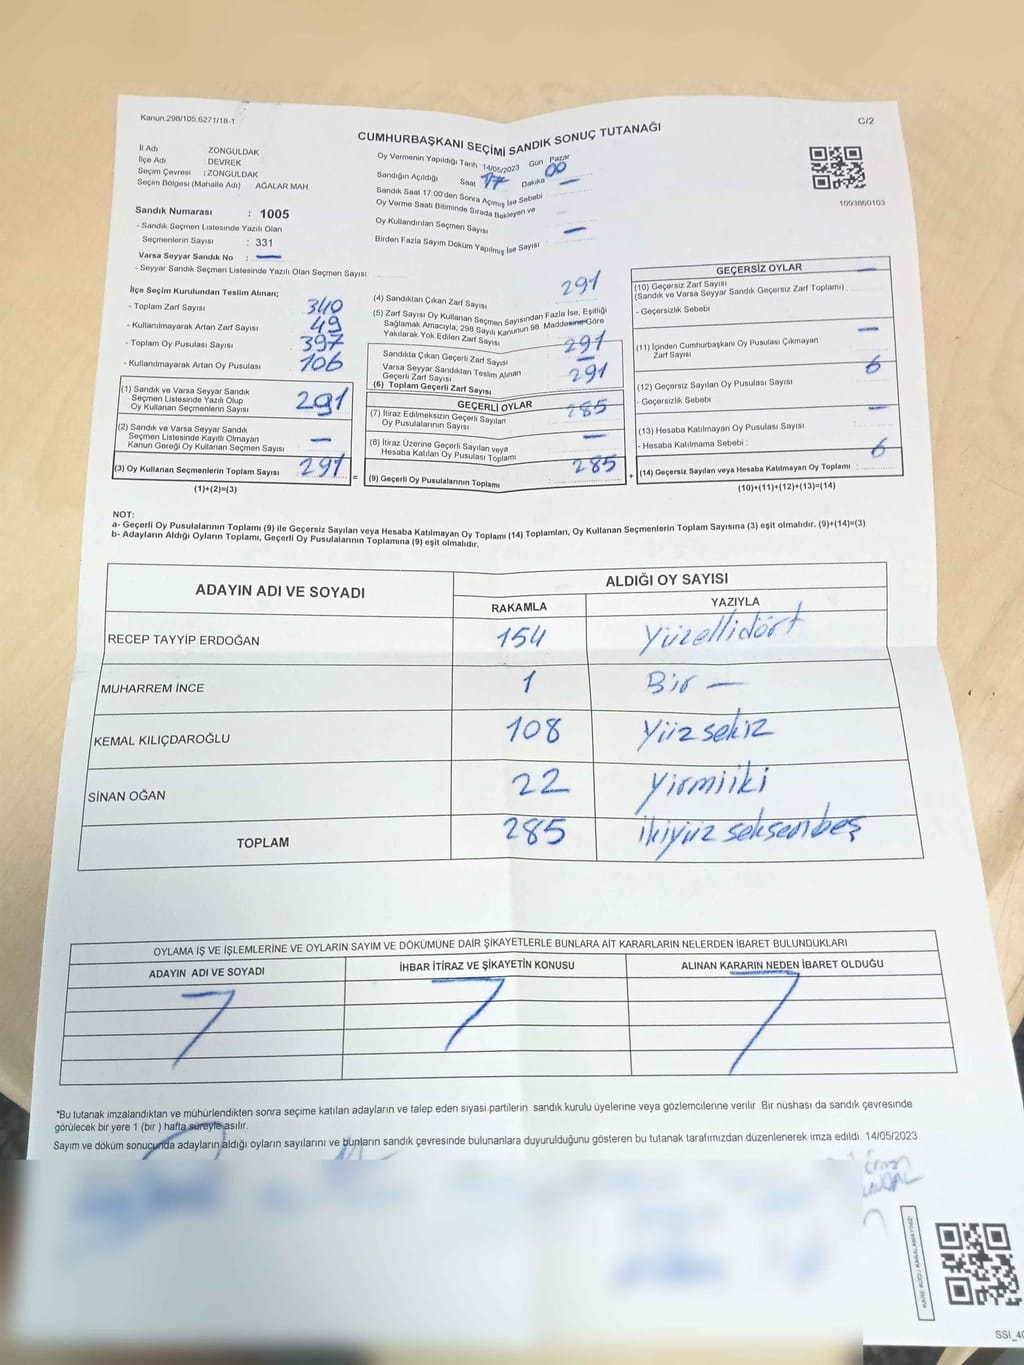 Kanun.298/105,6271/18-1
C/2
CUMHURBAŞKANI SEÇİMİ SANDIK SONUÇ TUTANAĞI
İl Adı ZONGULDAK
İlçe Adı : DEVREK
Seçim Çevresi : ZONGULDAK
Seçim Bölgesi (Mahalle Adı) AĞALAR MAH.
Sandık Numarası : 1005
- Sandık Seçmen Listesinde Yazılı Olan
Seçmenlerin Sayısı : 331
Varsa Seyyar Sandık No : —
- Seyyar Sandık Seçmen Listesinde Yazılı Olan Seçmen Sayısı
Oy Vermenin Yapıldığı Tarih 14/05/2023 Gün Pazar
Sandığın Açıldığı Saat 17 Dakika 00
Sandık Saat 17.00'den Sonra Açımış İse Sebebi —
Oy Verme Saati Bitiminde Sırada Bekleyen ve
Oy Kullandırılan Seçmen Sayısı
Birden Fazla Sayım Döküm Yapılmış İse Sayısı : —
1093860103
İlçe Seçim Kurulundan Teslim Alınan;
- Toplam Zarf Sayısı 340
- Kullanılmayarak Artan Zarf Sayısı 49
- Toplam Oy Pusulası Sayısı 397
- Kullanılmayarak Artan Oy Pusulası 106
(1) Sandık ve Varsa Seyyar Sandık
Seçmen Listesinde Yazılı Olup
Oy Kullanan Seçmenlerin Sayısı 291
(2) Sandık ve Varsa Seyyar Sandık
Seçmen Listesinde Kayıtlı Olmayan
Kanun Gereği Oy Kullanan Seçmen Sayısı —
(3) Oy Kullanan Seçmenlerin Toplam Sayısı 291
(1)+(2)=(3)
(4) Sandıktan Çıkan Zarf Sayısı 291
(5) Zarf Sayısı Oy Kullanan Seçmen Sayısından Fazla İse, Eşitliği
Sağlamak Amacıyla, 298 Sayılı Kanunun 98. Maddesine Göre
Yakılarak Yok Edilen Zarf Sayısı —
Sandıkta Çıkan Geçerli Zarf Sayısı 291
Varsa Seyyar Sandıktan Teslim Alınan
Geçerli Zarf Sayısı —
(6) Toplam Geçerli Zarf Sayısı 291
GEÇERLİ OYLAR
(7) İtiraz Edilmeksizin Geçerli Sayılan
Oy Pusulalarının Sayısı 285
(8) İtiraz Üzerine Geçerli Sayılan veya
Hesaba Katılan Oy Pusulası Toplamı —
(9) Geçerli Oy Pusulalarının Toplamı 285
=
+
GEÇERSİZ OYLAR
(10) Geçersiz Zarf Sayısı —
(Sandık ve Varsa Seyyar Sandık Geçersiz Zarf Toplamı)
- Geçersizlik Sebebi
(11) İçinden Cumhurbaşkanı Oy Pusulası Çıkmayan
Zarf Sayısı —
(12) Geçersiz Sayılan Oy Pusulası Sayısı 6
- Geçersizlik Sebebi
(13) Hesaba Katılmayan Oy Pusulası Sayısı —
- Hesaba Katılmama Sebebi :
(14) Geçersiz Sayılan veya Hesaba Katılmayan Oy Toplamı : 6
(10)+(11)+(12)+(13)=(14)
NOT:
a- Geçerli Oy Pusulalarının Toplamı (9) ile Geçersiz Sayılan veya Hesaba Katılmayan Oy Toplamı (14) Toplamları, Oy Kullanan Seçmenlerin Toplam Sayısına (3) eşit olmalıdır. (9)+(14)=(3)
b- Adayların Aldığı Oyların Toplamı, Geçerli Oy Pusulalarının Toplamına (9) eşit olmalıdır.
ADAYIN ADI VE SOYADI ALDIĞI OY SAYISI
RAKAMLA YAZIYLA
RECEP TAYYİP ERDOĞAN 154 Yüzellidört
MUHARREM İNCE 1 Bir —
KEMAL KILIÇDAROĞLU 108 Yüzsekiz
SİNAN OĞAN 22 Yirmiiki
TOPLAM 285 ikiyüzseksenbeş
OYLAMA İŞ VE İŞLEMLERİNE VE OYLARIN SAYIM VE DÖKÜMÜNE DAİR ŞİKAYETLERLE BUNLARA AİT KARARLARIN NELERDEN İBARET BULUNDUKLARI
ADAYIN ADI VE SOYADI İHBAR İTİRAZ VE ŞİKAYETİN KONUSU ALINAN KARARIN NEDEN İBARET OLDUĞU
*Bu tutanak imzalandıktan ve mühürlendikten sonra seçime katılan adayların ve talep eden siyasi partilerin sandık kurulu üyelerine veya gözlemcilerine verilir. Bir nüshası da sandık çevresinde
görülecek bir yere 1 (bir) hafta süreyle asılır.
Sayım ve döküm sonucunda adayların aldığı oyların sayılarını ve bunların sandık çevresinde bulunanlara duyurulduğunu gösteren bu tutanak tarafımızdan düzenlenerek imza edildi. 14/05/2023
KARE KODU KARALAMAYINIZ